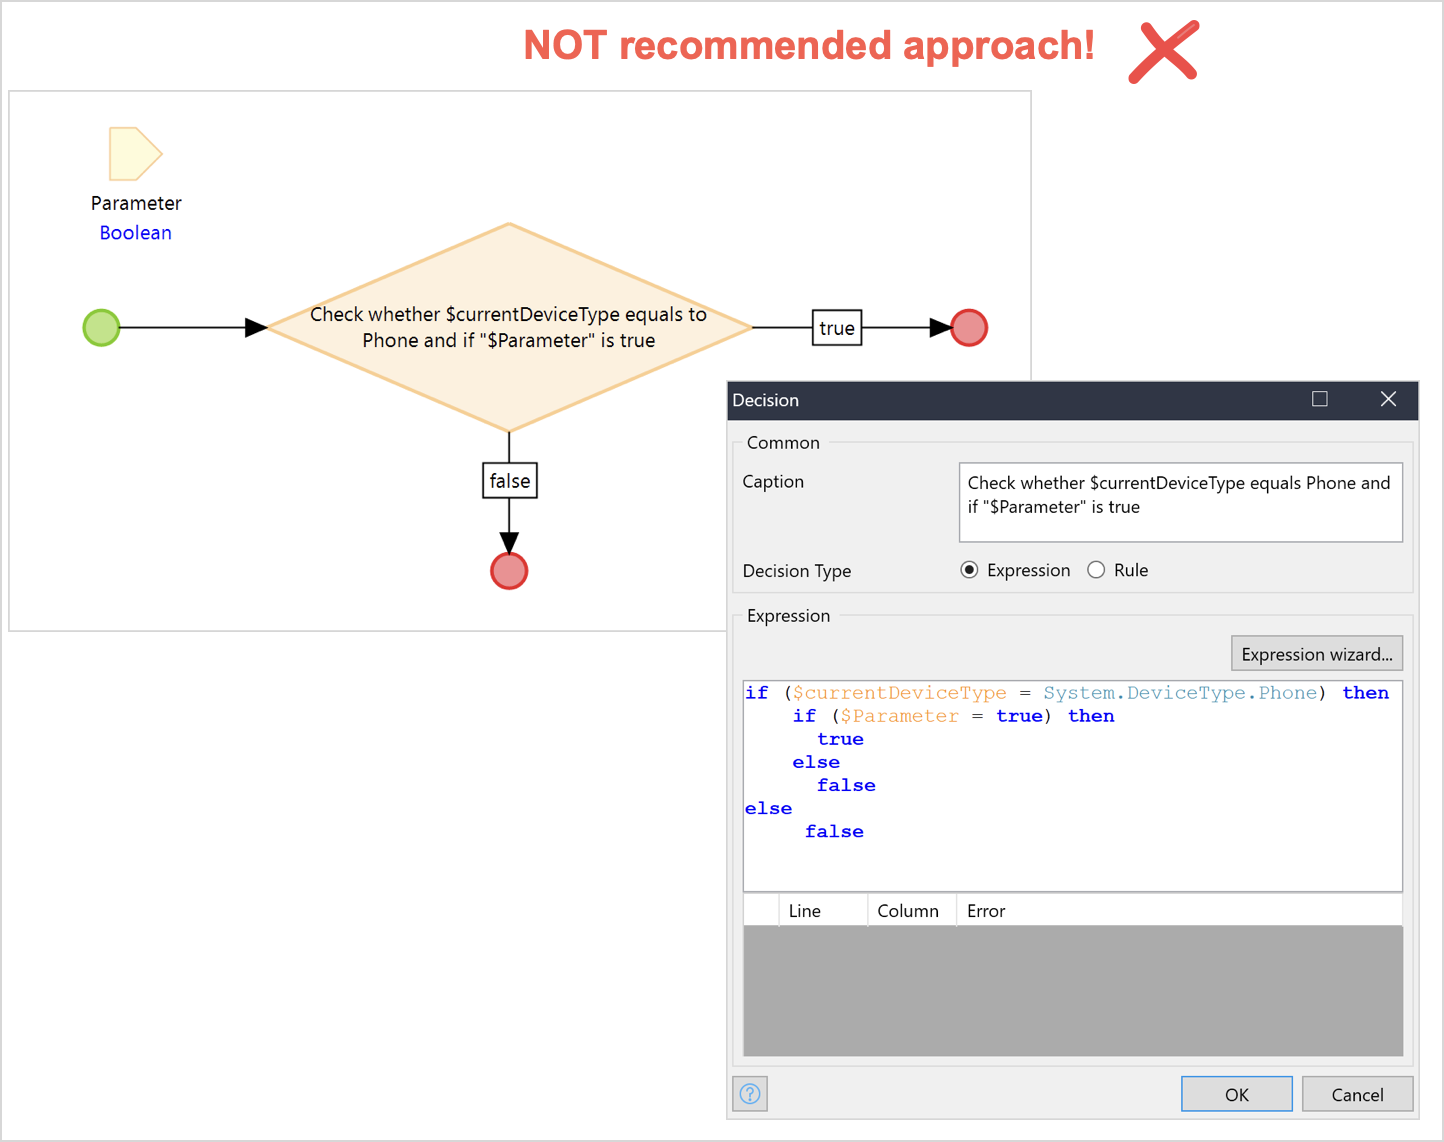 NOT recommended approach!
Parameter
Boolean
Check whether $currentDeviceType equals to
Phone and if "$Parameter" is true
true
false
Decision
Common
Caption
Check whether $currentDeviceType equals Phone and
if "$Parameter" is true
Decision Type
Expression
Rule
Expression
Expression wizard...
if ($currentDeviceType = System.DeviceType.Phone) then
if ($Parameter = true) then
true
else
false
else
false
Line
Column
Error
?
OK
Cancel